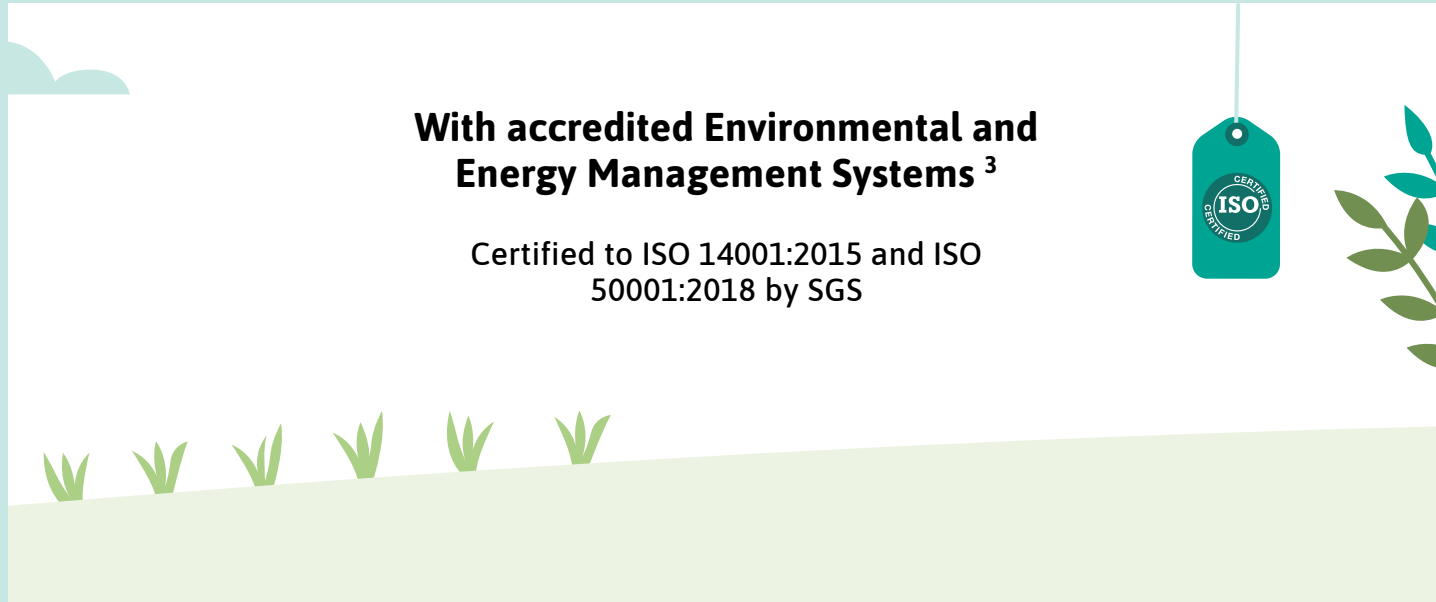 With accredited Environmental and
Energy Management Systems ³
Certified to ISO 14001:2015 and ISO
50001:2018 by SGS
CERTIFIED
ISO
CERTIFIED